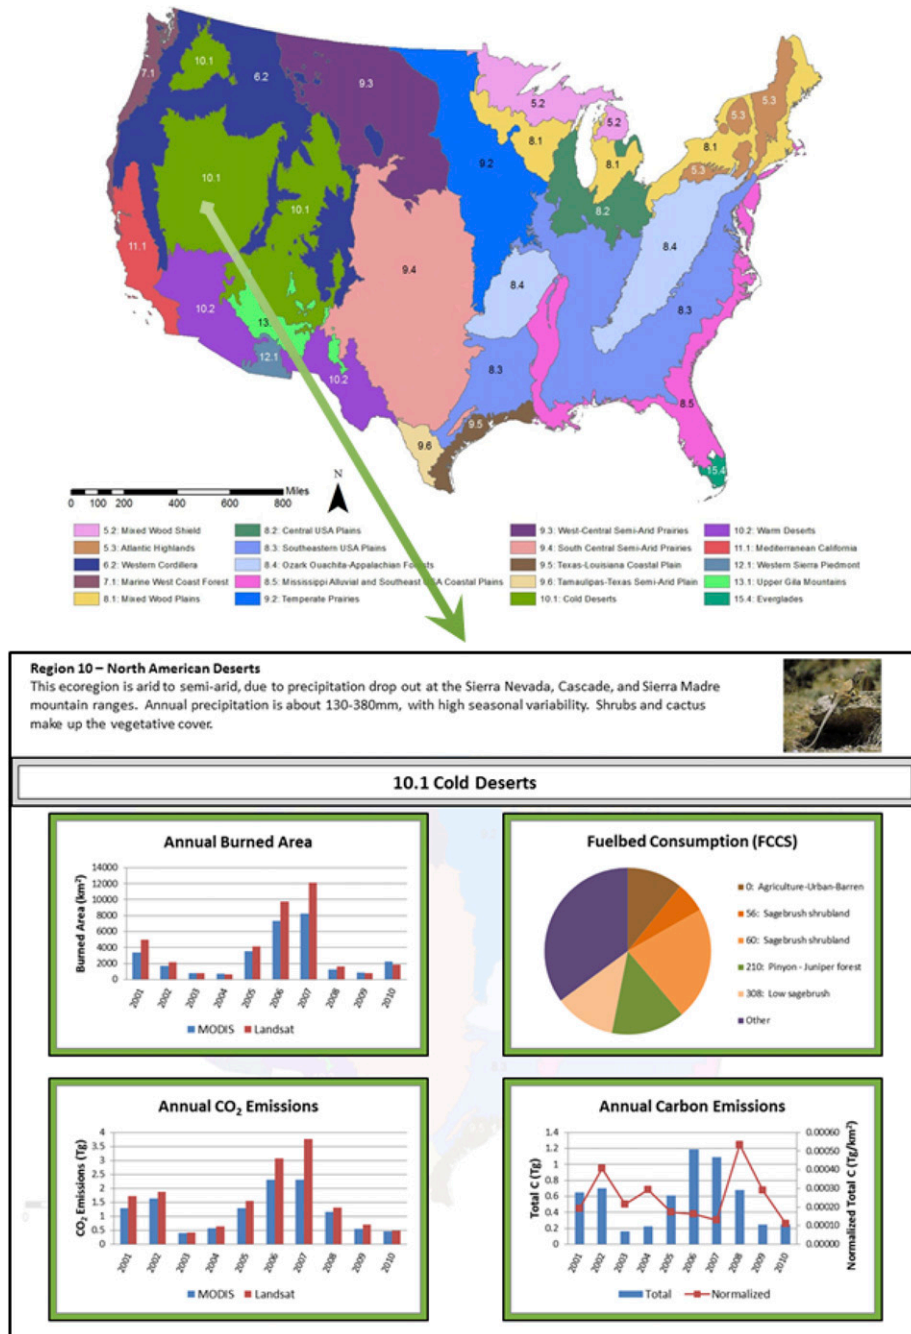 7.1
10.1
6.2
9.3
5.2
5.2
5.3
5.3
8.1
8.1
8.1
5.3
9.2
10.1
10.1
8.2
11.1
9.4
8.4
8.4
10.2
13.
8.3
12.1
10.2
8.3
9.5
8.5
9.6
15.4
N
Miles
0 100 200 400 600 800
5.2: Mixed Wood Shield
5.3: Atlantic Highlands
6.2: Western Cordillera
7.1: Marine West Coast Forest
8.1: Mixed Wood Plains
8.2: Central USA Plains
8.3: Southeastern USA Plains
8.4: Ozark Ouachita-Appalachian Forests
8.5: Mississippi Alluvial and Southeast USA Coastal Plains
9.2: Temperate Prairies
9.3: West-Central Semi-Arid Prairies
9.4: South Central Semi-Arid Prairies
9.5: Texas-Louisiana Coastal Plain
9.6: Tamaulipas-Texas Semi-Arid Plain
10.1: Cold Deserts
10.2: Warm Deserts
11.1: Mediterranean California
12.1: Western Sierra Piedmont
13.1: Upper Gila Mountains
15.4: Everglades
Region 10 – North American Deserts
This ecoregion is arid to semi-arid, due to precipitation drop out at the Sierra Nevada, Cascade, and Sierra Madre
mountain ranges. Annual precipitation is about 130-380mm, with high seasonal variability. Shrubs and cactus
make up the vegetative cover.
10.1 Cold Deserts
Annual Burned Area
Burned Area (km²)
14000
12000
10000
8000
6000
4000
2000
0
2001 2002 2003 2004 2005 2006 2007 2008 2009 2010
MODIS Landsat
Fuelbed Consumption (FCCS)
0: Agriculture-Urban-Barren
56: Sagebrush shrubland
60: Sagebrush shrubland
210: Pinyon - Juniper forest
308: Low sagebrush
Other
Annual CO₂ Emissions
CO₂ Emissions (Tg)
4
3.5
3
2.5
2
1.5
1
0.5
0
2001 2002 2003 2004 2005 2006 2007 2008 2009 2010
MODIS Landsat
Annual Carbon Emissions
Total C (Tg)
1.4
1.2
1
0.8
0.6
0.4
0.2
0
0.00060
0.00050
0.00040
0.00030
0.00020
0.00010
0.00000
Normalized Total C (Tg/km²)
2001 2002 2003 2004 2005 2006 2007 2008 2009 2010
Total Normalized